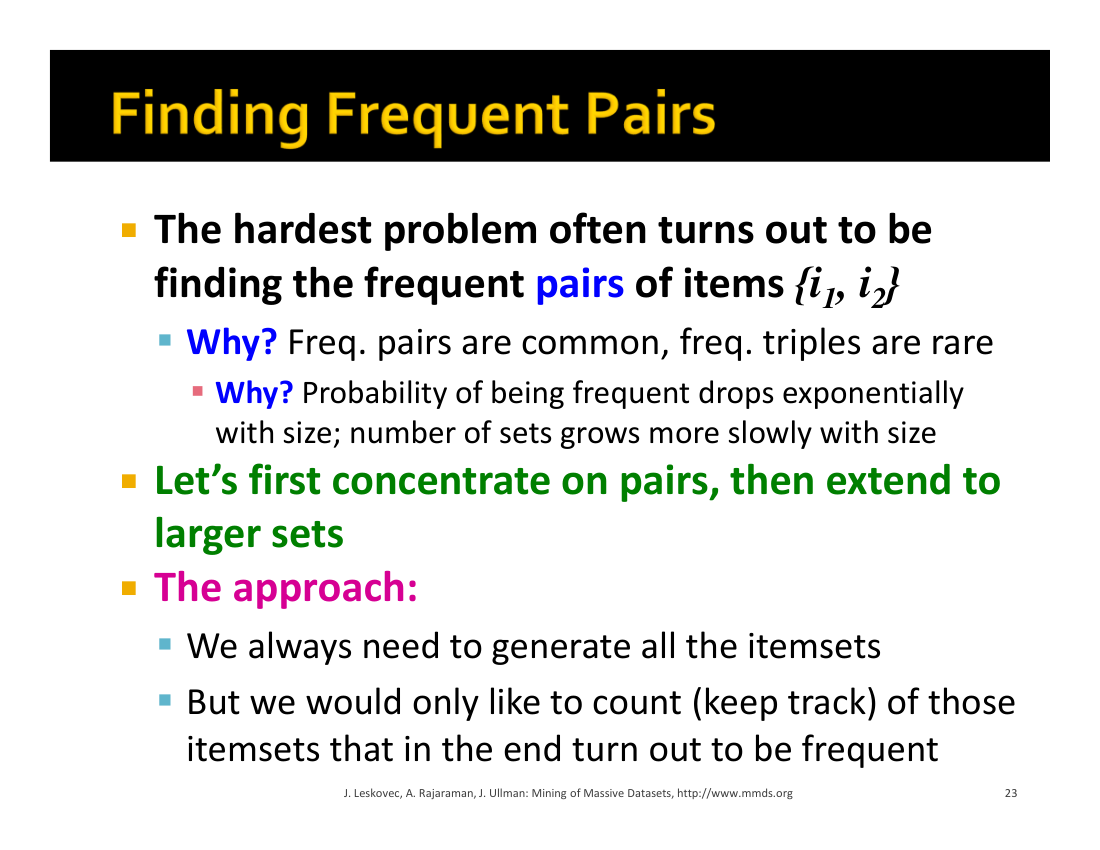 Finding Frequent Pairs
The hardest problem often turns out to be
finding the frequent pairs of items {i1, i2}
Why? Freq. pairs are common, freq. triples are rare
Why? Probability of being frequent drops exponentially
with size; number of sets grows more slowly with size
Let’s first concentrate on pairs, then extend to
larger sets
The approach:
We always need to generate all the itemsets
But we would only like to count (keep track) of those
itemsets that in the end turn out to be frequent
J. Leskovec, A. Rajaraman, J. Ullman: Mining of Massive Datasets, http://www.mmds.org
23